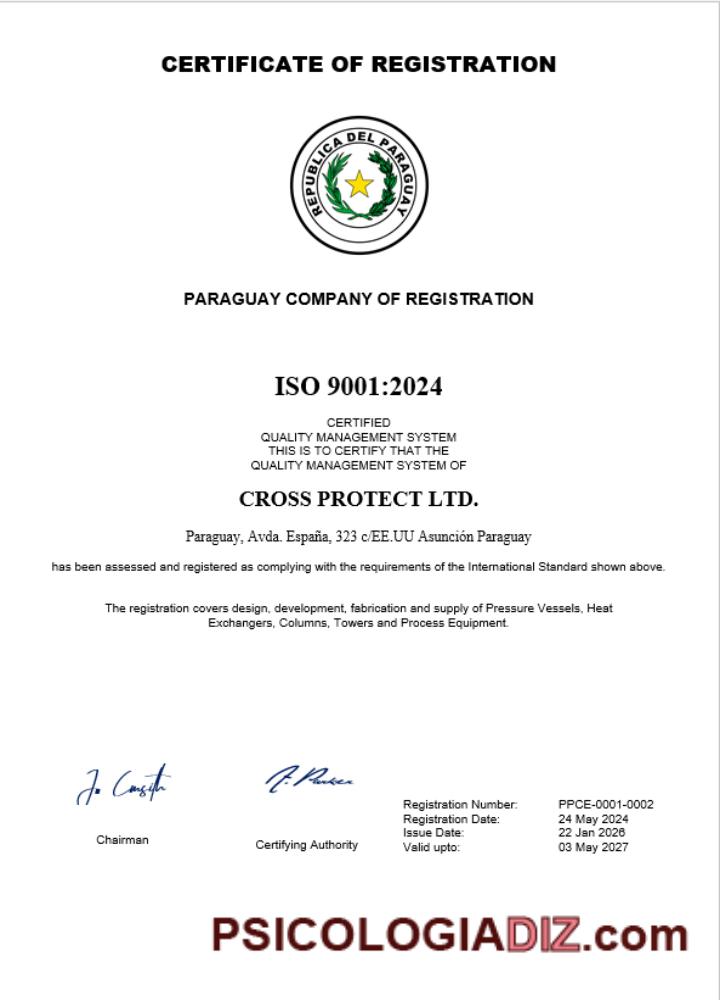 CERTIFICATE OF REGISTRATION
REPUBLICA DEL PARAGUAY
PARAGUAY COMPANY OF REGISTRATION
ISO 9001:2024
CERTIFIED
QUALITY MANAGEMENT SYSTEM
THIS IS TO CERTIFY THAT THE
QUALITY MANAGEMENT SYSTEM OF
CROSS PROTECT LTD.
Paraguay, Avda. España, 323 c/EE.UU Asunción Paraguay
has been assessed and registered as complying with the requirements of the International Standard shown above.
The registration covers design, development, fabrication and supply of Pressure Vessels, Heat
Exchangers, Columns, Towers and Process Equipment.
Chairman
Certifying Authority
Registration Number: PPCE-0001-0002
Registration Date: 24 May 2024
Issue Date: 22 Jan 2026
Valid upto: 03 May 2027
PSICOLOGIADIZ.com